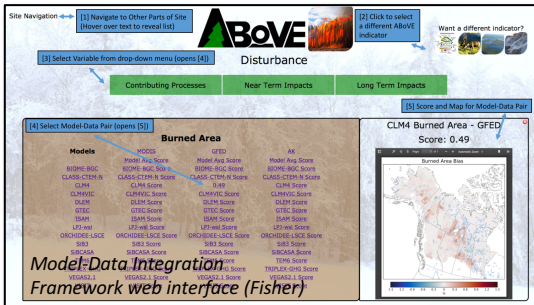 Site Navigation
[1] Navigate to Other Parts of Site
(Hover over text to reveal list)
ABoVE
[2] Click to select
a different ABoVE
indicator
Want a different indicator?
Disturbance
[3] Select Variable from drop-down menu (opens [4])
Contributing Processes
Near Term Impacts
Long Term Impacts
[4] Select Model-Data Pair (opens [5])
[5] Score and Map for Model-Data Pair
Burned Area
Models MODIS GFED AK
Model Avg Score Model Avg Score Model Avg Score
BIOME-BGC BIOME-BGC Score BIOME-BGC Score BIOME-BGC Score
CLASS-CTEM-N CLASS-CTEM-N Score CLASS-CTEM-N Score CLASS-CTEM-N Score
CLM4 CLM4 Score 0.49 CLM4 Score
CLM4VIC CLM4VIC Score CLM4VIC Score CLM4VIC Score
DLEM DLEM Score DLEM Score DLEM Score
GTEC GTEC Score GTEC Score GTEC Score
ISAM ISAM Score ISAM Score ISAM Score
LPJ-wsl LPJ-wsl Score LPJ-wsl Score LPJ-wsl Score
ORCHIDEE-LSCE ORCHIDEE-LSCE Score ORCHIDEE-LSCE Score ORCHIDEE-LSCE Score
SiB3 SiB3 Score SiB3 Score SiB3 Score
SiBCASA SiBCASA Score SiBCASA Score SiBCASA Score
TEM6 Score
TRIPLEX-GHG Score
VEGAS2.1 VEGAS2.1 Score VEGAS2.1 Score VEGAS2.1 Score
Model-Data Integration
Framework web interface (Fisher)
CLM4 Burned Area - GFED
Score: 0.49
Burned Area Bias